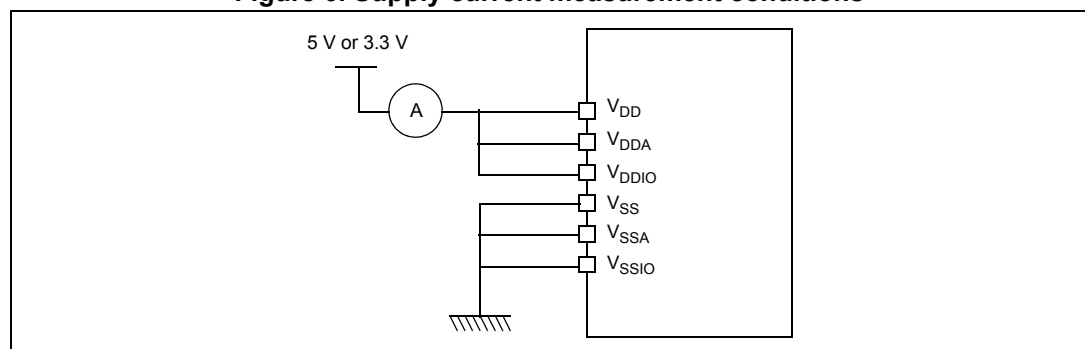 Figure 6. Supply current measurement conditions
5 V or 3.3 V
A
VDD
VDDA
VDDIO
VSS
VSSA
VSSIO